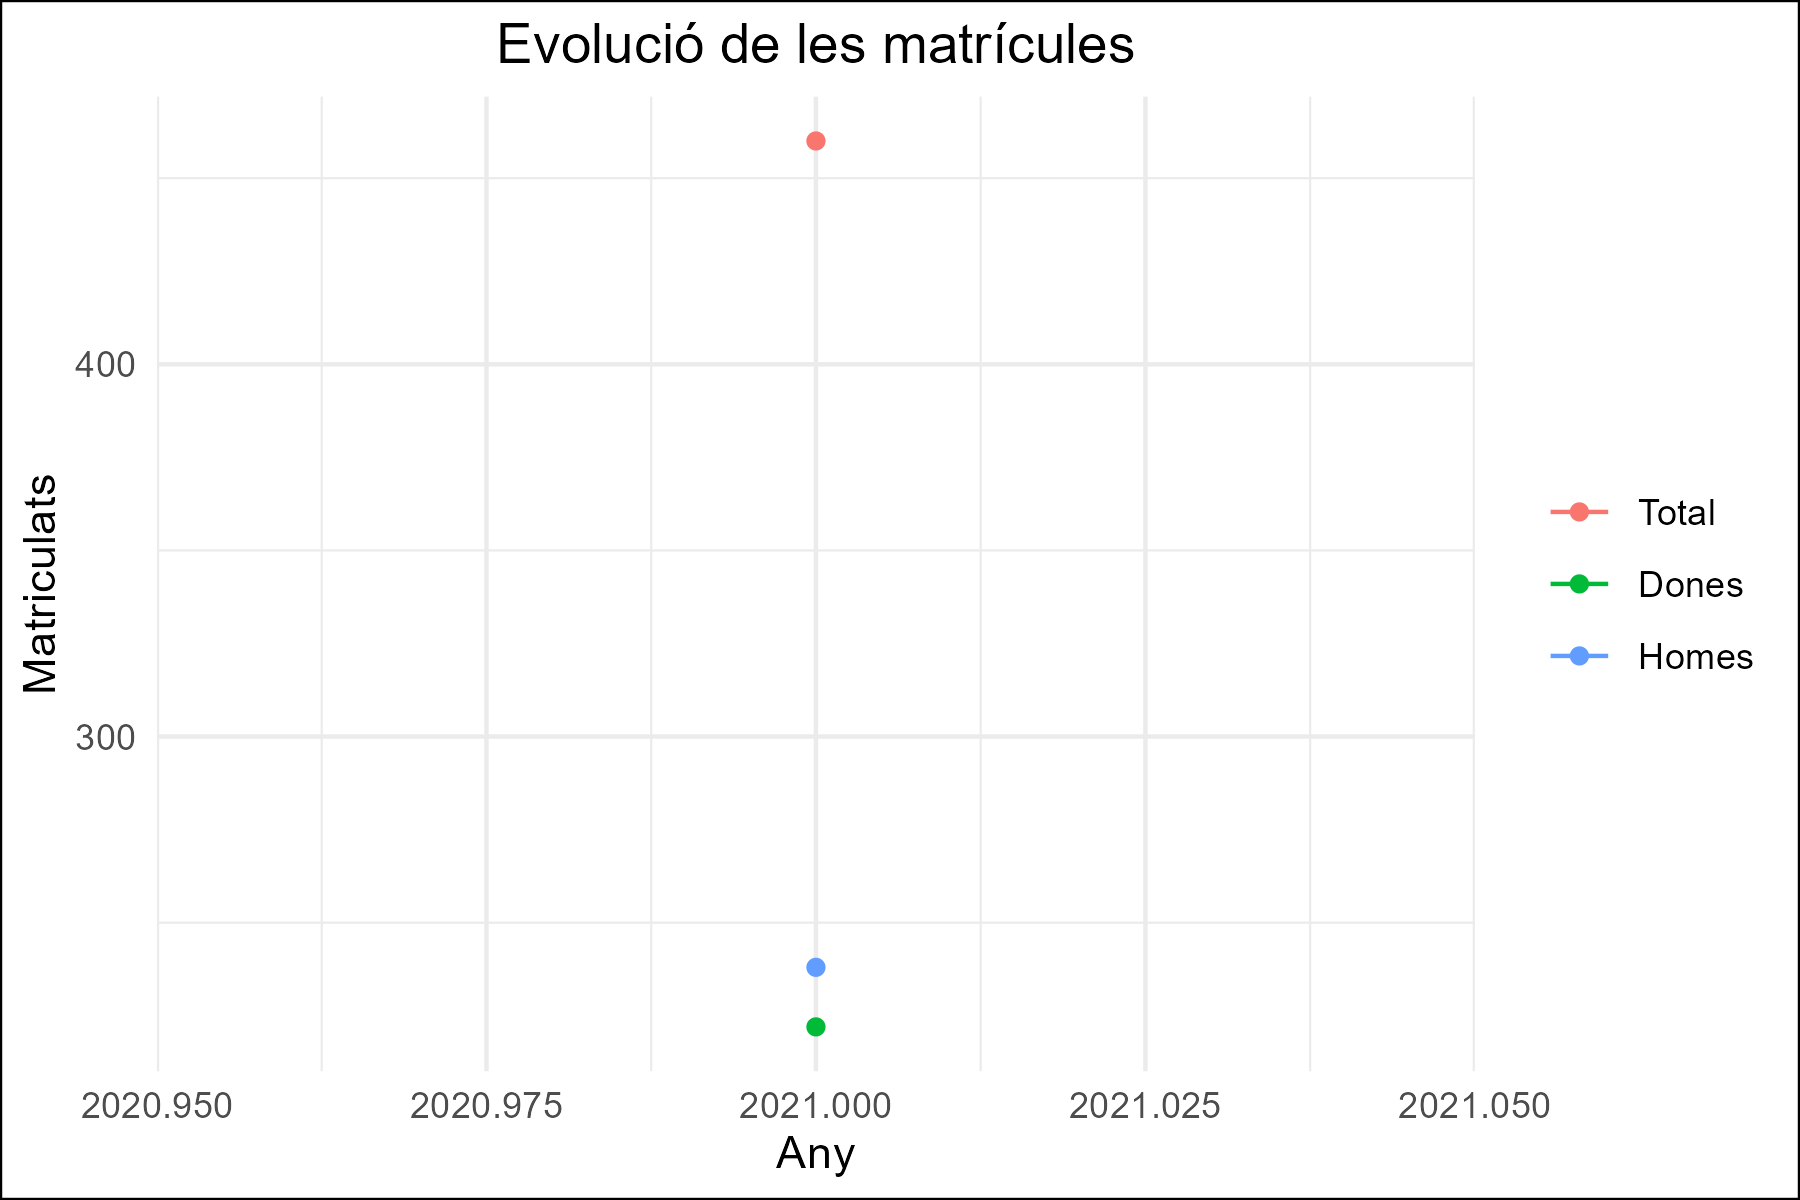 Evolució de les matrícules
Matriculats
400
300
2020.950
2020.975
2021.000
2021.025
2021.050
Any
Total
Dones
Homes